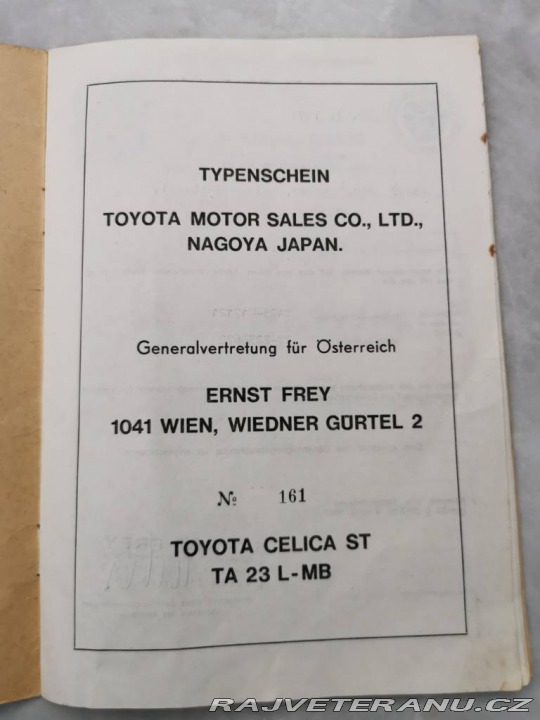 TYPENSCHEIN
TOYOTA MOTOR SALES CO., LTD.,
NAGOYA JAPAN.
Generalvertretung für Österreich
ERNST FREY
1041 WIEN, WIEDNER GÜRTEL 2
№ 161
TOYOTA CELICA ST
TA 23 L-MB
RAJVETERANU.CZ